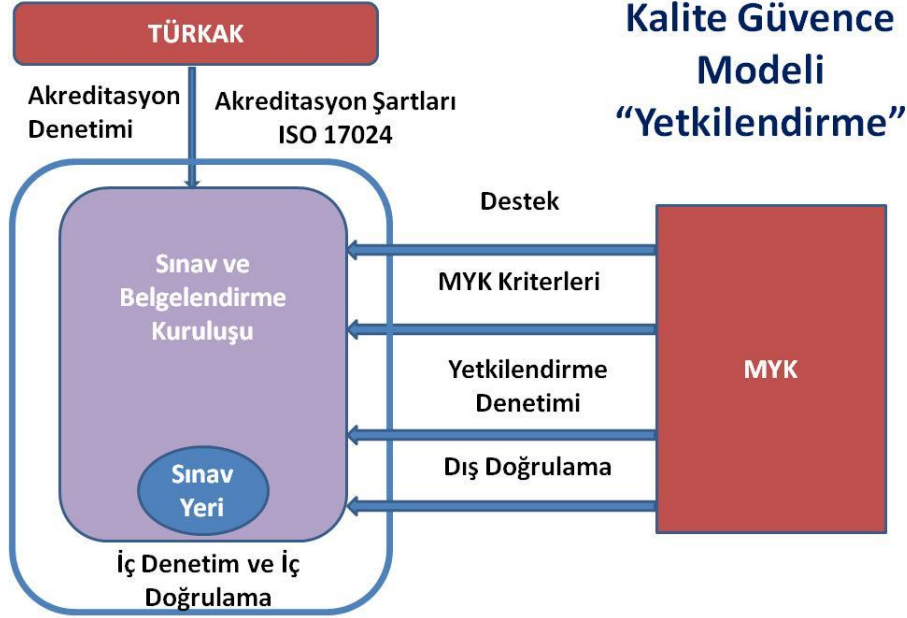 TÜRKAK
Kalite Güvence
Modeli
“Yetkilendirme”
Akreditasyon
Denetimi
Akreditasyon Şartları
ISO 17024
Sınav ve
Belgelendirme
Kuruluşu
Sınav
Yeri
İç Denetim ve İç
Doğrulama
Destek
MYK Kriterleri
Yetkilendirme
Denetimi
Dış Doğrulama
MYK